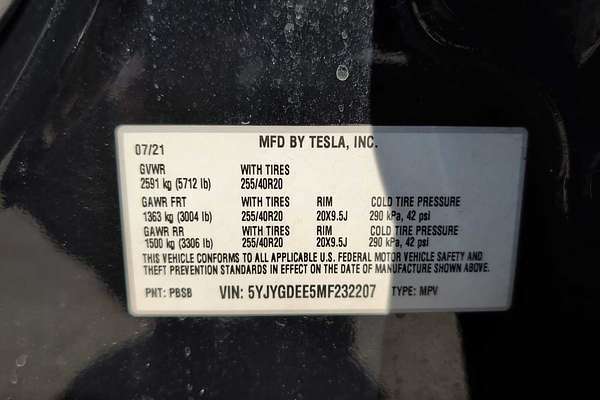 07/21 MFD BY TESLA, INC.
GVWR WITH TIRES
2591 kg (5712 lb) 255/40R20
GAWR FRT WITH TIRES RIM COLD TIRE PRESSURE
1363 kg (3004 lb) 255/40R20 20X9.5J 290 kPa, 42 psi
GAWR RR WITH TIRES RIM COLD TIRE PRESSURE
1500 kg (3306 lb) 255/40R20 20X9.5J 290 kPa, 42 psi
THIS VEHICLE CONFORMS TO ALL APPLICABLE U.S. FEDERAL MOTOR VEHICLE SAFETY AND
THEFT PREVENTION STANDARDS IN EFFECT ON THE DATE OF MANUFACTURE SHOWN ABOVE.
PNT: PBSB VIN: 5YJYGDEE5MF232207 TYPE: MPV